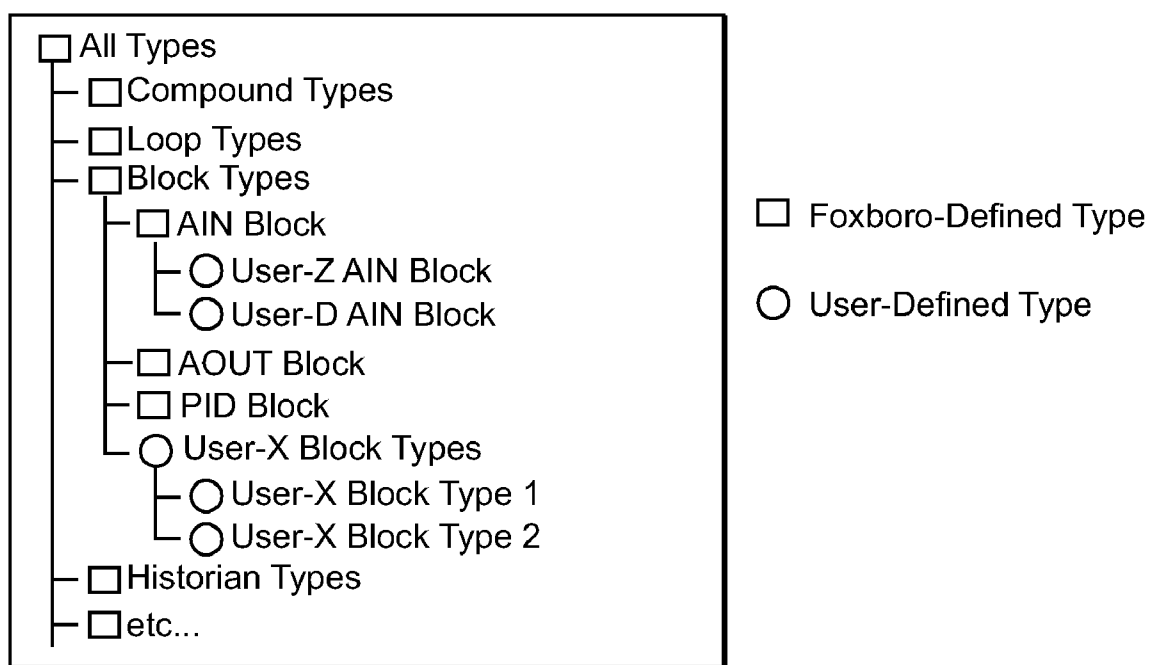 All Types
Compound Types
Loop Types
Block Types
AIN Block
User-Z AIN Block
User-D AIN Block
AOUT Block
PID Block
User-X Block Types
User-X Block Type 1
User-X Block Type 2
Historian Types
etc...
Foxboro-Defined Type
User-Defined Type